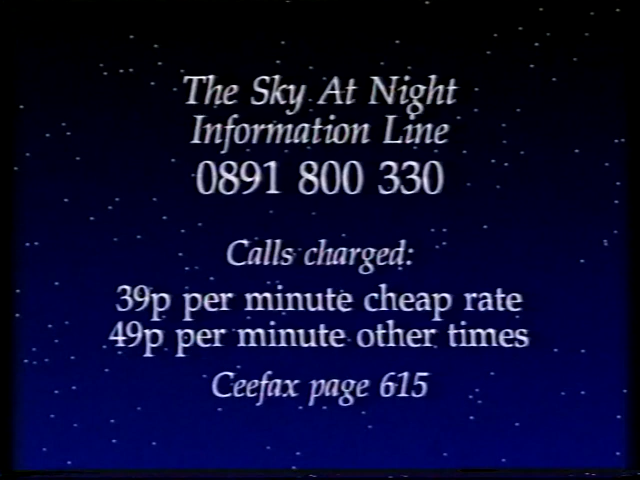 The Sky At Night
Information Line
0891 800 330
Calls charged:
39p per minute cheap rate
49p per minute other times
Ceefax page 615